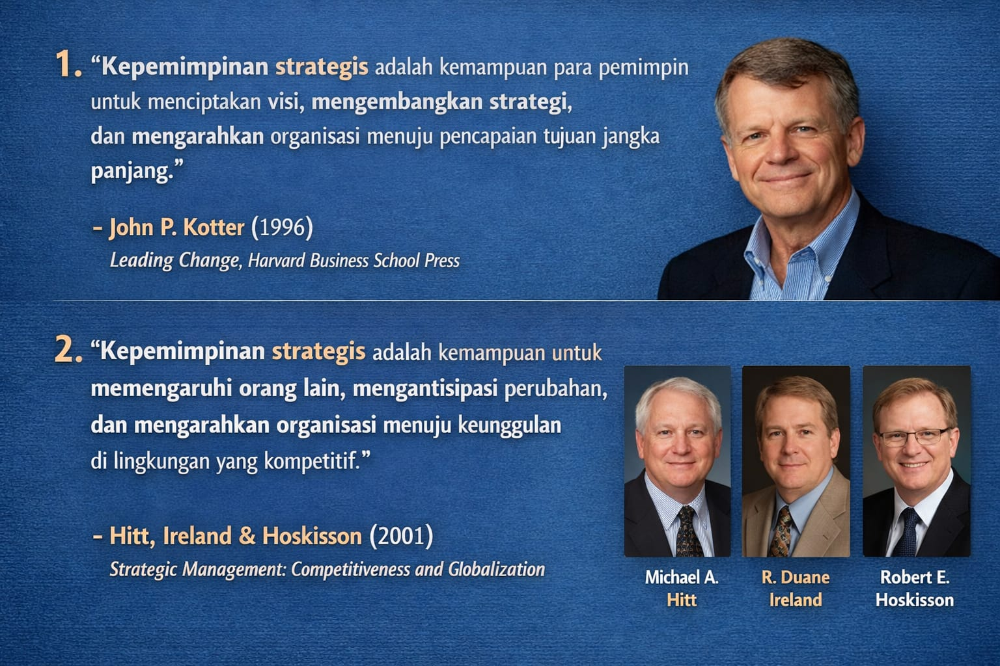 1. “Kepemimpinan strategis adalah kemampuan para pemimpin
untuk menciptakan visi, mengembangkan strategi,
dan mengarahkan organisasi menuju pencapaian tujuan jangka
panjang.”
– John P. Kotter (1996)
Leading Change, Harvard Business School Press
2. “Kepemimpinan strategis adalah kemampuan untuk
memengaruhi orang lain, mengantisipasi perubahan,
dan mengarahkan organisasi menuju keunggulan
di lingkungan yang kompetitif.”
– Hitt, Ireland & Hoskisson (2001)
Strategic Management: Competitiveness and Globalization
Michael A.
Hitt
R. Duane
Ireland
Robert E.
Hoskisson